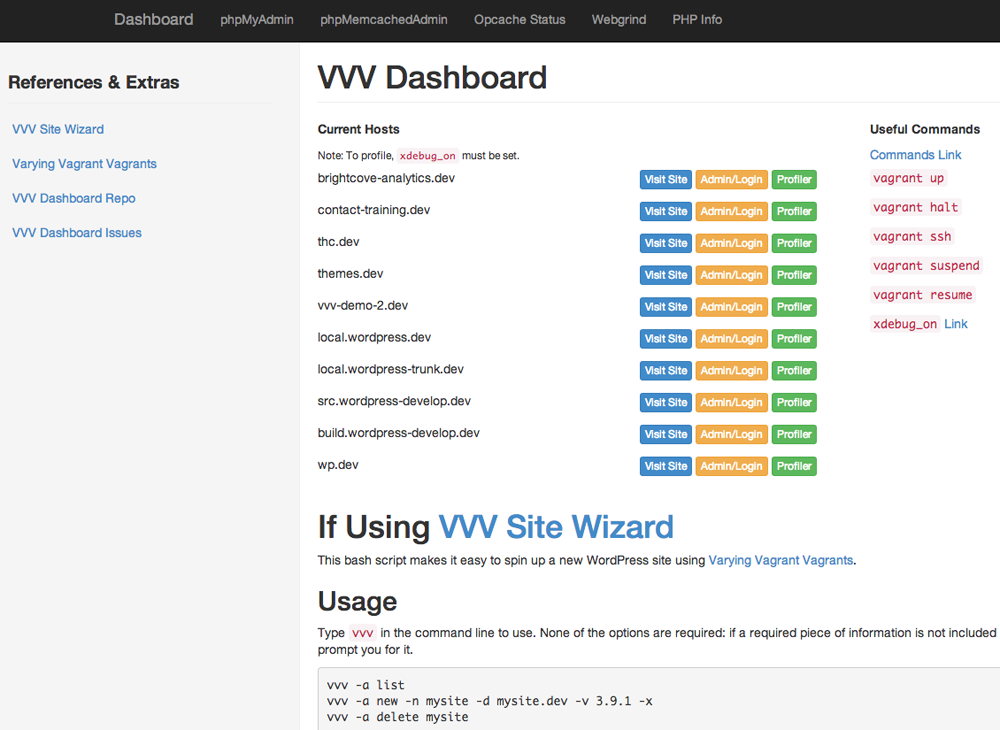 Dashboard phpMyAdmin phpMemcachedAdmin Opcache Status Webgrind PHP Info
References & Extras
VVV Site Wizard
Varying Vagrant Vagrants
VVV Dashboard Repo
VVV Dashboard Issues
VVV Dashboard
Current Hosts
Note: To profile, xdebug_on must be set.
brightcove-analytics.dev Visit Site Admin/Login Profiler
contact-training.dev Visit Site Admin/Login Profiler
thc.dev Visit Site Admin/Login Profiler
themes.dev Visit Site Admin/Login Profiler
vvv-demo-2.dev Visit Site Admin/Login Profiler
local.wordpress.dev Visit Site Admin/Login Profiler
local.wordpress-trunk.dev Visit Site Admin/Login Profiler
src.wordpress-develop.dev Visit Site Admin/Login Profiler
build.wordpress-develop.dev Visit Site Admin/Login Profiler
wp.dev Visit Site Admin/Login Profiler
Useful Commands
Commands Link
vagrant up
vagrant halt
vagrant ssh
vagrant suspend
vagrant resume
xdebug_on Link
If Using VVV Site Wizard
This bash script makes it easy to spin up a new WordPress site using Varying Vagrant Vagrants.
Usage
Type vvv in the command line to use. None of the options are required: if a required piece of information is not included
prompt you for it.
vvv -a list
vvv -a new -n mysite -d mysite.dev -v 3.9.1 -x
vvv -a delete mysite